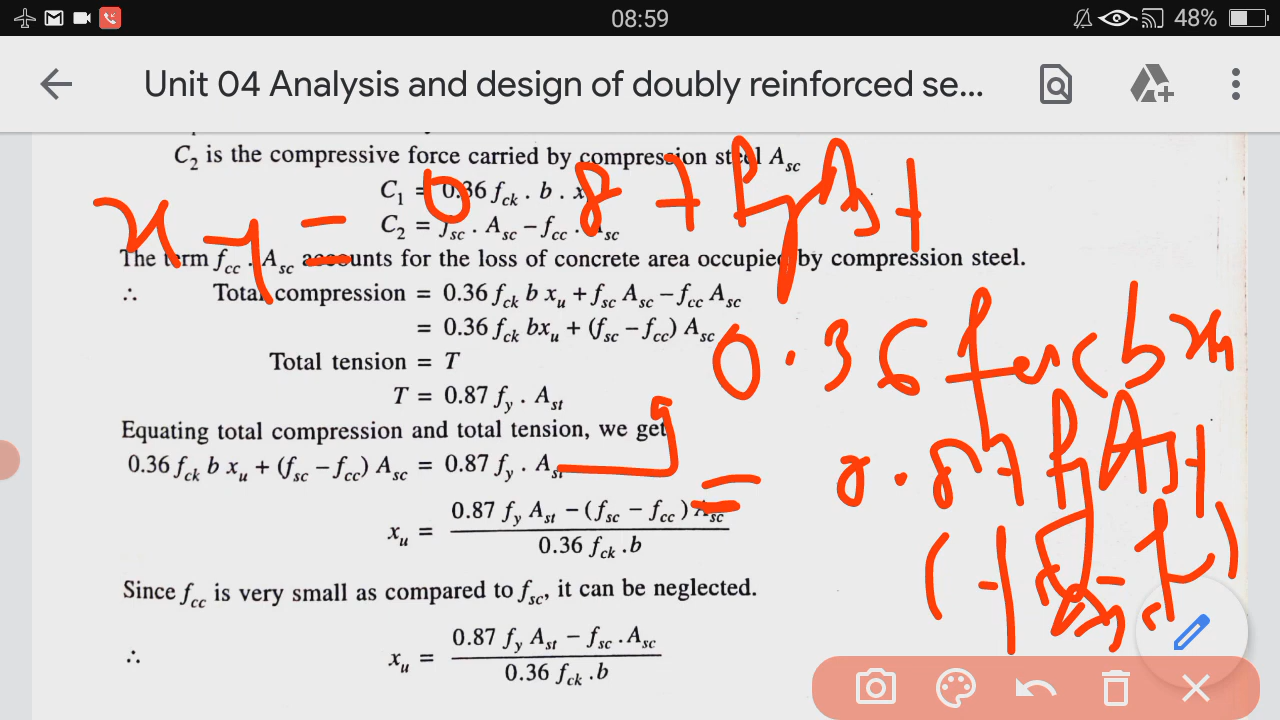 08:59
48%
Unit 04 Analysis and design of doubly reinforced se...
C₂ is the compressive force carried by compression steel A_sc
C₁ = 0.36 f_ck . b . x
C₂ = f_sc . A_sc − f_cc . A_sc
The term f_cc . A_sc accounts for the loss of concrete area occupied by compression steel.
∴ Total compression = 0.36 f_ck b x_u + f_sc A_sc − f_cc A_sc
= 0.36 f_ck bx_u + (f_sc − f_cc) A_sc
Total tension = T
T = 0.87 f_y . A_st
Equating total compression and total tension, we get
0.36 f_ck b x_u + (f_sc − f_cc) A_sc = 0.87 f_y . A_st
x_u = 0.87 f_y A_st − (f_sc − f_cc) A_sc
0.36 f_ck .b
Since f_cc is very small as compared to f_sc, it can be neglected.
∴ x_u = 0.87 f_y A_st − f_sc . A_sc
0.36 f_ck .b
0.36
=